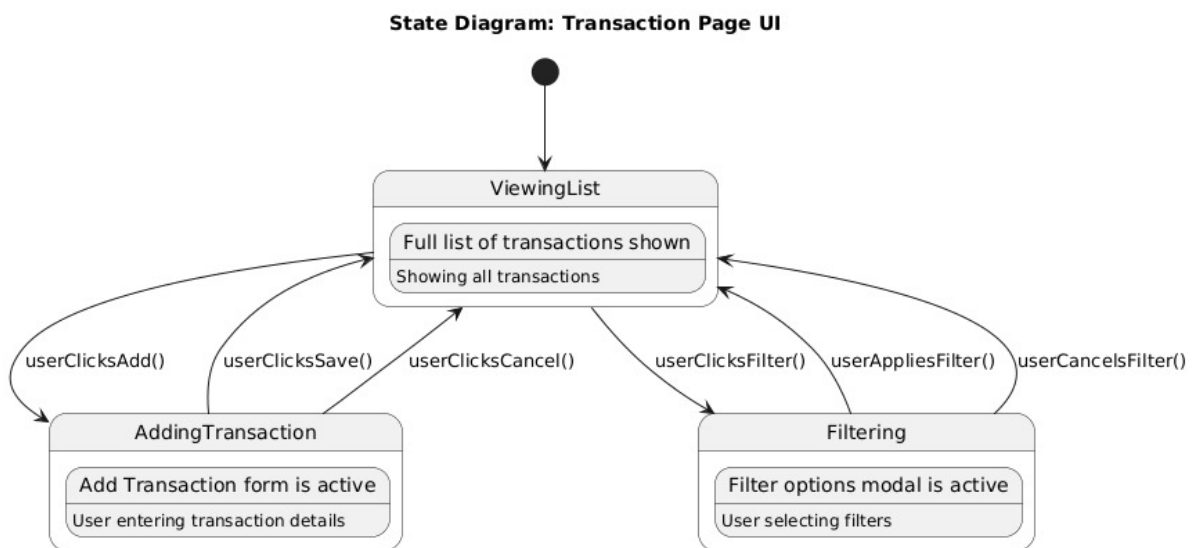 State Diagram: Transaction Page UI
ViewingList
Full list of transactions shown
Showing all transactions
userClicksAdd()
userClicksSave()
userClicksCancel()
userClicksFilter()
userAppliesFilter()
userCancelsFilter()
AddingTransaction
Add Transaction form is active
User entering transaction details
Filtering
Filter options modal is active
User selecting filters